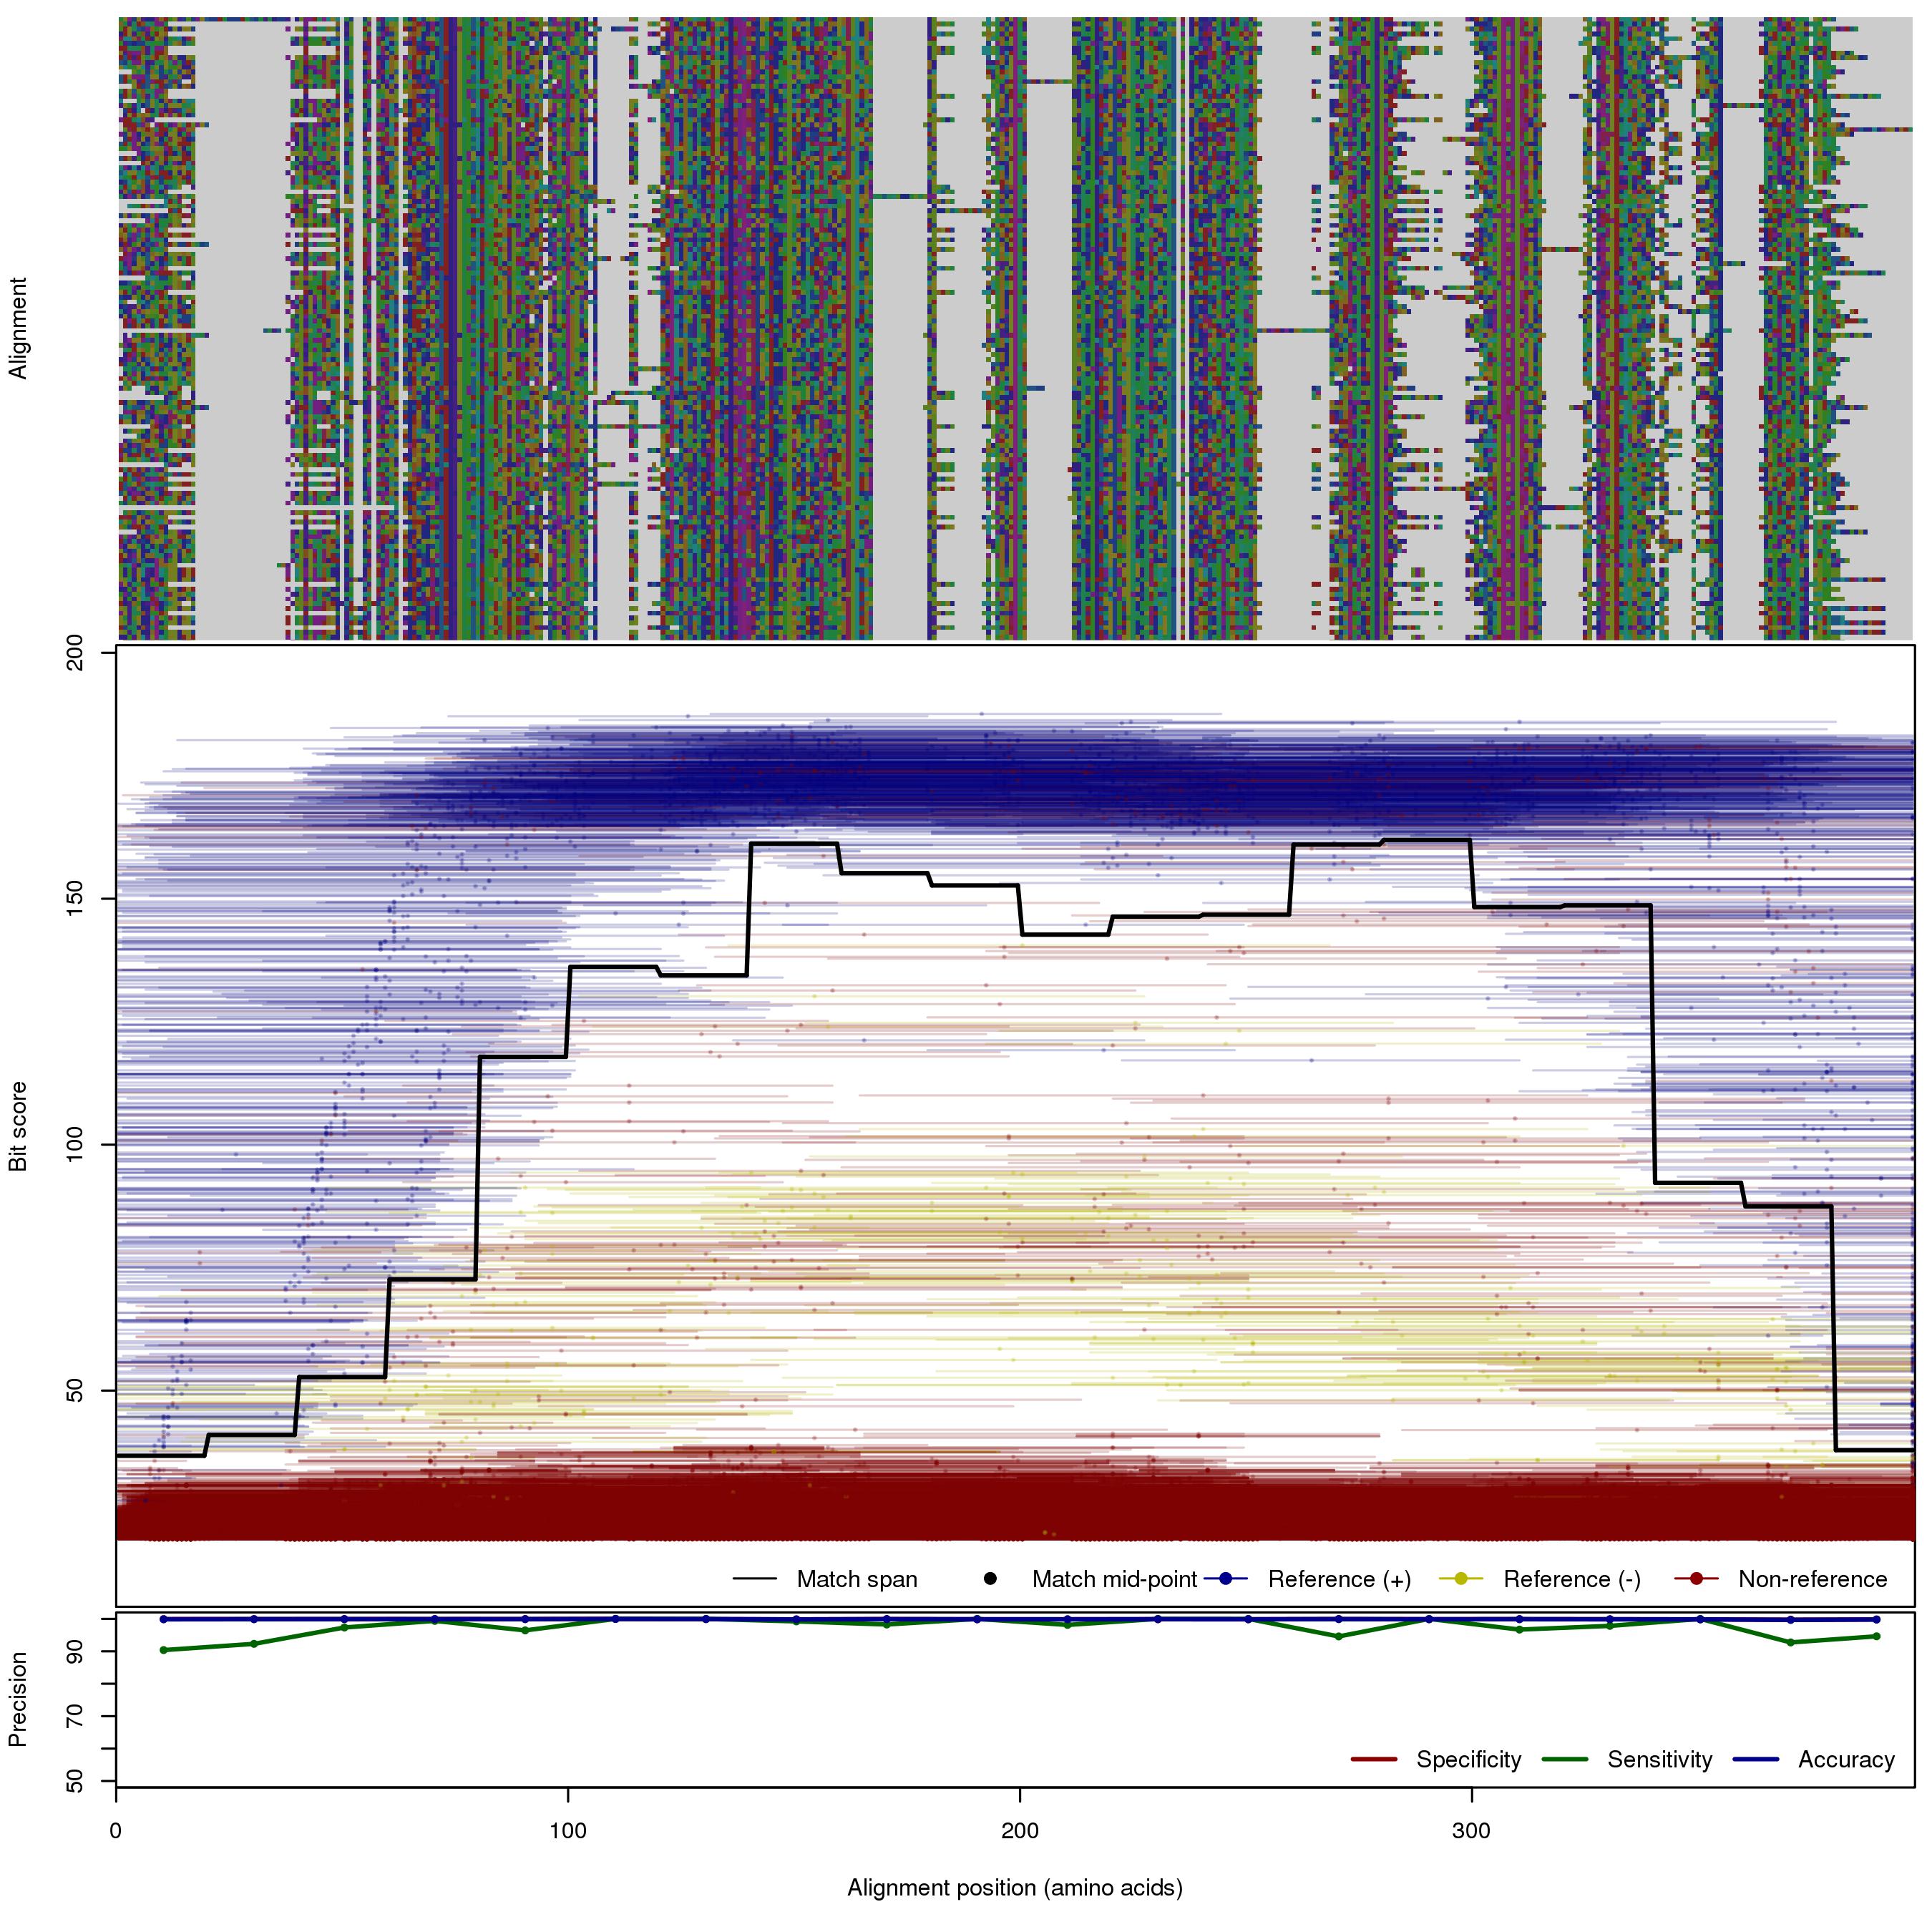 Alignment
200
150
100
50
Bit score
Match span
Match mid-point
Reference (+)
Reference (-)
Non-reference
90
70
50
Precision
Specificity
Sensitivity
Accuracy
0
100
200
300
Alignment position (amino acids)